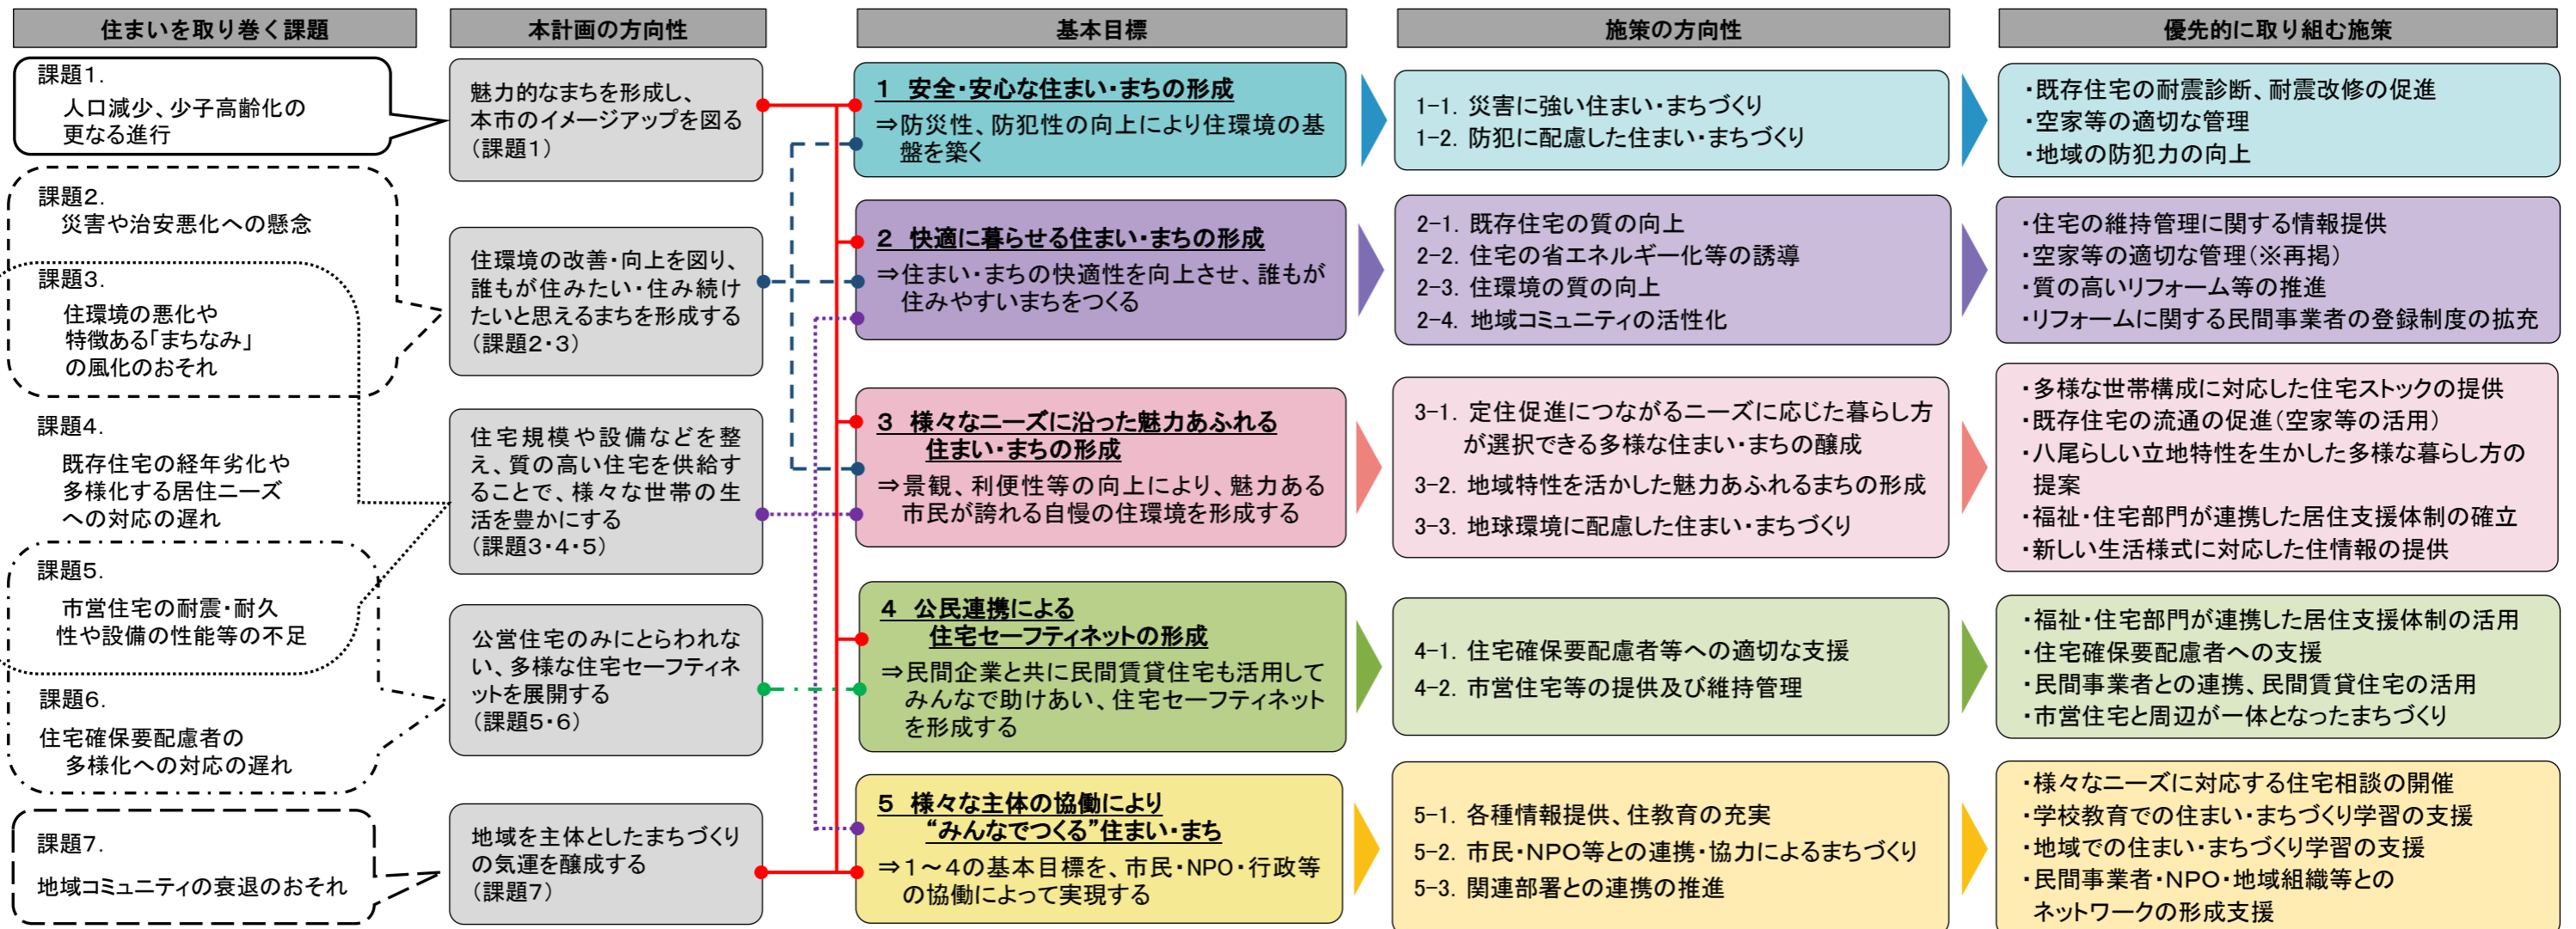 住まいを取り巻く課題
課題1.
人口減少、少子高齢化の
更なる進行
課題2.
災害や治安悪化への懸念
課題3.
住環境の悪化や
特徴ある「まちなみ」
の風化のおそれ
課題4.
既存住宅の経年劣化や
多様化する居住ニーズ
への対応の遅れ
課題5.
市営住宅の耐震・耐久
性や設備の性能等の不足
課題6.
住宅確保要配慮者の
多様化への対応の遅れ
課題7.
地域コミュニティの衰退のおそれ
本計画の方向性
魅力的なまちを形成し、
本市のイメージアップを図る
(課題1)
住環境の改善・向上を図り、
誰もが住みたい・住み続け
たいと思えるまちを形成する
(課題2・3)
住宅規模や設備などを整
え、質の高い住宅を供給す
ることで、様々な世帯の生
活を豊かにする
(課題3・4・5)
公営住宅のみにとらわれな
い、多様な住宅セーフティネ
ットを展開する
(課題5・6)
地域を主体としたまちづくり
の気運を醸成する
(課題7)
基本目標
1 安全・安心な住まい・まちの形成
⇒防災性、防犯性の向上により住環境の基
盤を築く
2 快適に暮らせる住まい・まちの形成
⇒住まい・まちの快適性を向上させ、誰もが
住みやすいまちをつくる
3 様々なニーズに沿った魅力あふれる
住まい・まちの形成
⇒景観、利便性等の向上により、魅力ある
市民が誇れる自慢の住環境を形成する
4 公民連携による
住宅セーフティネットの形成
⇒民間企業と共に民間賃貸住宅も活用して
みんなで助けあい、住宅セーフティネット
を形成する
5 様々な主体の協働により
“みんなでつくる”住まい・まち
⇒1~4の基本目標を、市民・NPO・行政等
の協働によって実現する
施策の方向性
1-1. 災害に強い住まい・まちづくり
1-2. 防犯に配慮した住まい・まちづくり
2-1. 既存住宅の質の向上
2-2. 住宅の省エネルギー化等の誘導
2-3. 住環境の質の向上
2-4. 地域コミュニティの活性化
3-1. 定住促進につながるニーズに応じた暮らし方
が選択できる多様な住まい・まちの醸成
3-2. 地域特性を活かした魅力あふれるまちの形成
3-3. 地球環境に配慮した住まい・まちづくり
4-1. 住宅確保要配慮者等への適切な支援
4-2. 市営住宅等の提供及び維持管理
5-1. 各種情報提供、住教育の充実
5-2. 市民・NPO等との連携・協力によるまちづくり
5-3. 関連部署との連携の推進
優先的に取り組む施策
・既存住宅の耐震診断、耐震改修の促進
・空家等の適切な管理
・地域の防犯力の向上
・住宅の維持管理に関する情報提供
・空家等の適切な管理(※再掲)
・質の高いリフォーム等の推進
・リフォームに関する民間事業者の登録制度の拡充
・多様な世帯構成に対応した住宅ストックの提供
・既存住宅の流通の促進(空家等の活用)
・八尾らしい立地特性を生かした多様な暮らし方の
提案
・福祉・住宅部門が連携した居住支援体制の確立
・新しい生活様式に対応した住情報の提供
・福祉・住宅部門が連携した居住支援体制の活用
・住宅確保要配慮者への支援
・民間事業者との連携、民間賃貸住宅の活用
・市営住宅と周辺が一体となったまちづくり
・様々なニーズに対応する住宅相談の開催
・学校教育での住まい・まちづくり学習の支援
・地域での住まい・まちづくり学習の支援
・民間事業者・NPO・地域組織等との
ネットワークの形成支援